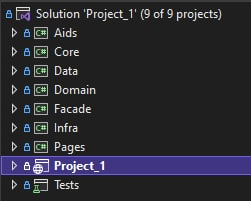 Solution 'Project_1' (9 of 9 projects)
C# Aids
C# Core
C# Data
C# Domain
C# Facade
C# Infra
C# Pages
Project_1
Tests